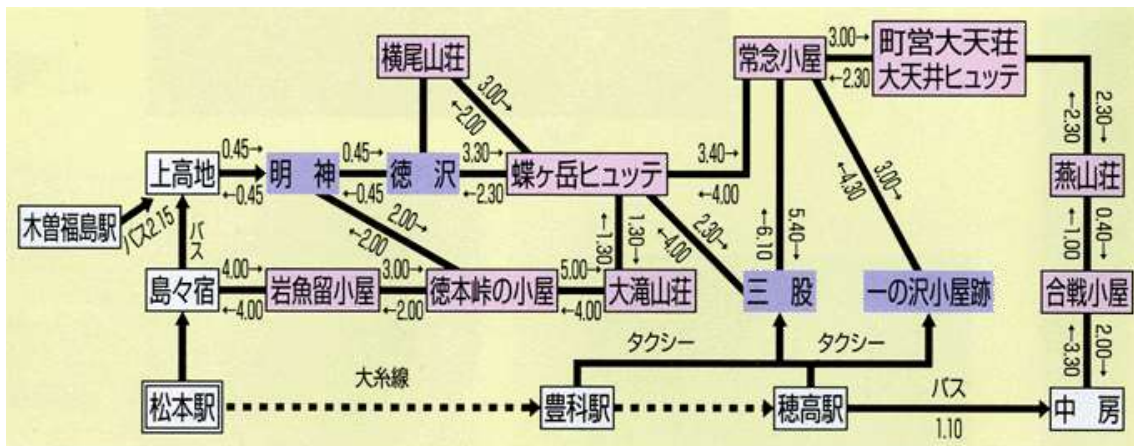 横尾山荘
常念小屋
3.00→
←2.30
町営大天荘
大天井ヒュッテ
3.00→
←2.00
2.30→
←2.30
上高地
0.45→
←0.45
明　神
0.45→
←0.45
徳　沢
3.30→
←2.30
蝶ヶ岳ヒュッテ
3.40→
←4.00
3.00→
←4.30
燕山荘
木曽福島駅
バス2.15
バス
2.00→
←2.00
1.30→
←1.30
2.30→
←4.00
5.40→
←6.10
0.40→
←1.00
島々宿
4.00→
←4.00
岩魚留小屋
3.00→
←2.00
徳本峠の小屋
5.00→
←4.00
大滝山荘
三　股
一の沢小屋跡
合戦小屋
タクシー
タクシー
2.00→
←3.30
松本駅
大糸線
豊科駅
穂高駅
バス
1.10
中　房